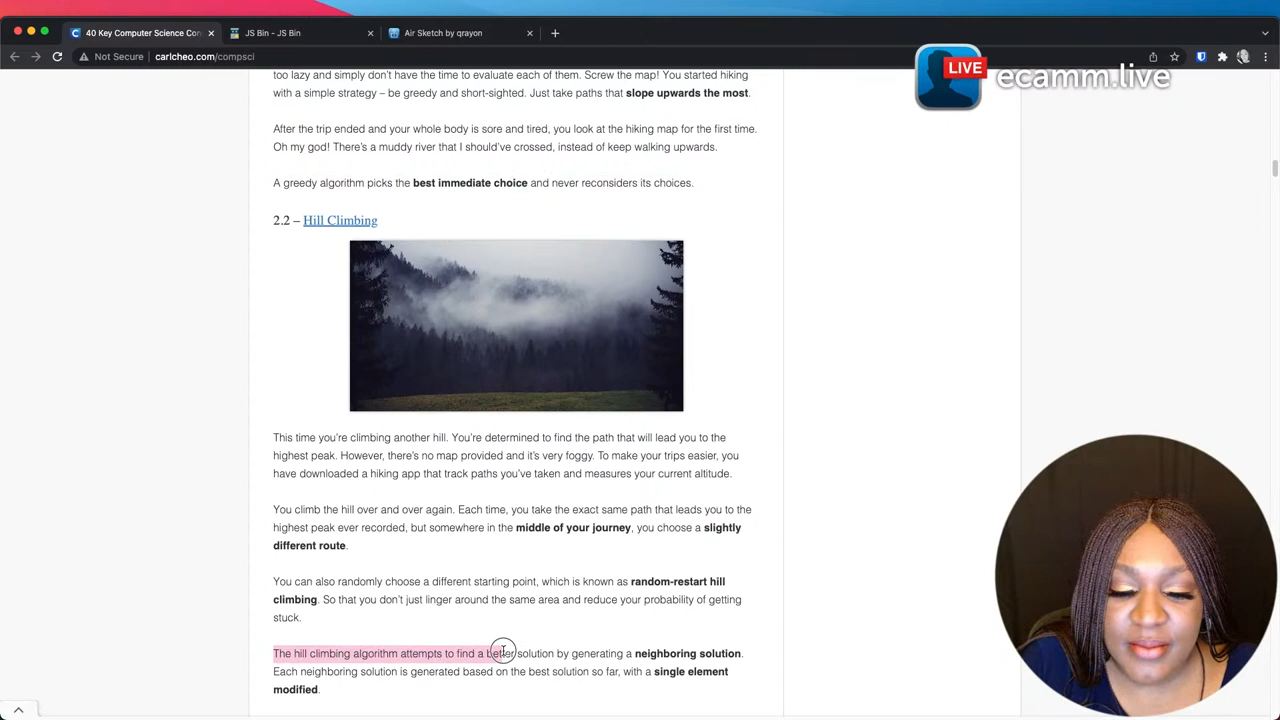 40 Key Computer Science Con
JS Bin - JS Bin
Air Sketch by qrayon
Not Secure
carlcheo.com/compsci
LIVE
ecamm.live
too lazy and simply don't have the time to evaluate each of them. Screw the map! You started hiking
with a simple strategy – be greedy and short-sighted. Just take paths that slope upwards the most.
After the trip ended and your whole body is sore and tired, you look at the hiking map for the first time.
Oh my god! There's a muddy river that I should've crossed, instead of keep walking upwards.
A greedy algorithm picks the best immediate choice and never reconsiders its choices.
2.2 – Hill Climbing
This time you're climbing another hill. You're determined to find the path that will lead you to the
highest peak. However, there's no map provided and it's very foggy. To make your trips easier, you
have downloaded a hiking app that track paths you've taken and measures your current altitude.
You climb the hill over and over again. Each time, you take the exact same path that leads you to the
highest peak ever recorded, but somewhere in the middle of your journey, you choose a slightly
different route.
You can also randomly choose a different starting point, which is known as random-restart hill
climbing. So that you don't just linger around the same area and reduce your probability of getting
stuck.
The hill climbing algorithm attempts to find a better solution by generating a neighboring solution.
Each neighboring solution is generated based on the best solution so far, with a single element
modified.